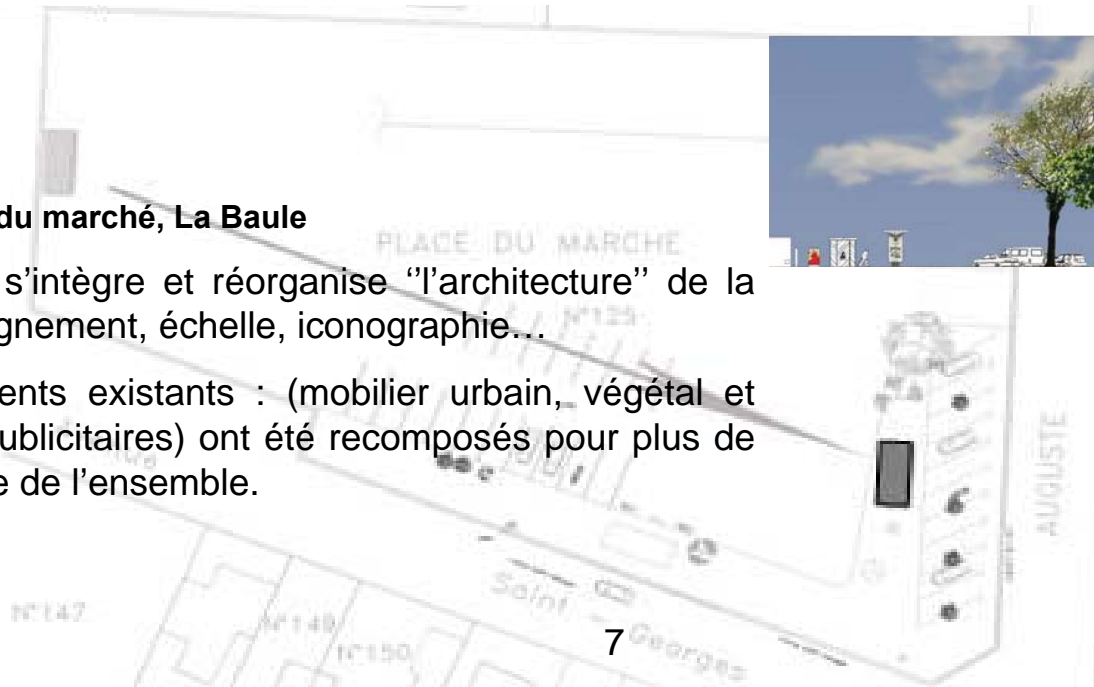 du marché, La Baule
PLACE DU MARCHE
s’intègre et réorganise ‘’l’architecture’’ de la
gnement, échelle, iconographie…
N°125
ents existants : (mobilier urbain, végétal et
ublicitaires) ont été recomposés pour plus de
e de l’ensemble.
AUGUSTE
Saint - Georges
N°147
N°149
N°150
7